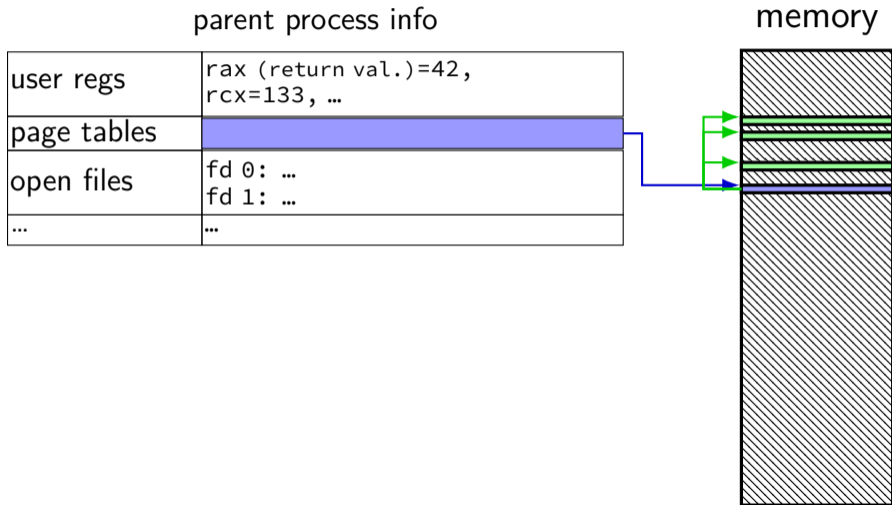 parent process info
memory
user regs
rax (return val.)=42,
rcx=133, …
page tables
open files
fd 0: …
fd 1: …
… …